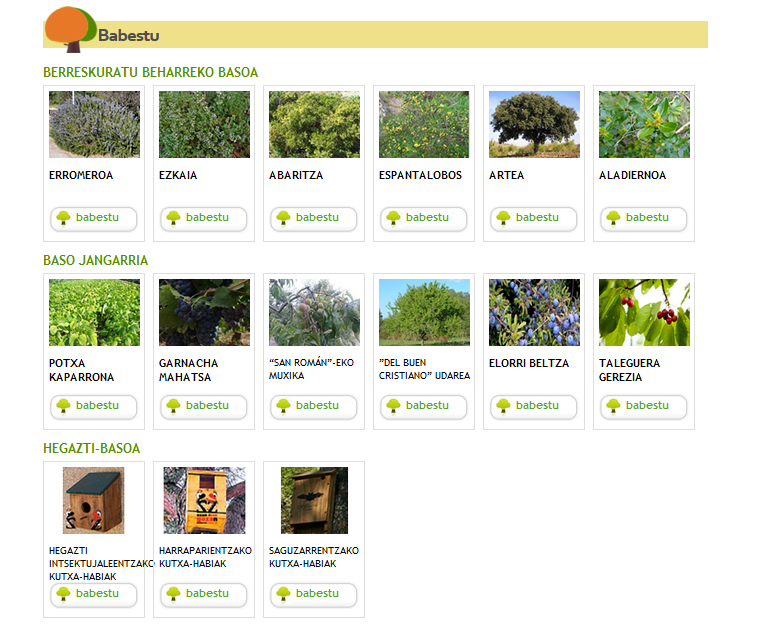 Babestu
BERRESKURATU BEHARREKO BASOA
ERROMEROA
EZKAIA
ABARITZA
ESPANTALOBOS
ARTEA
ALADIERNOA
babestu
babestu
babestu
babestu
babestu
babestu
BASO JANGARRIA
POTXA
KAPARRONA
GARNACHA
MAHATSA
“SAN ROMÁN”-EKO
MUXIKA
”DEL BUEN
CRISTIANO” UDAREA
ELORRI BELTZA
TALEGUERA
GEREZIA
babestu
babestu
babestu
babestu
babestu
babestu
HEGAZTI-BASOA
HEGAZTI
INTSEKTUJALEENTZAKO
KUTXA-HABIAK
HARRAPARIENTZAKO
KUTXA-HABIAK
SAGUZARRENTZAKO
KUTXA-HABIAK
babestu
babestu
babestu